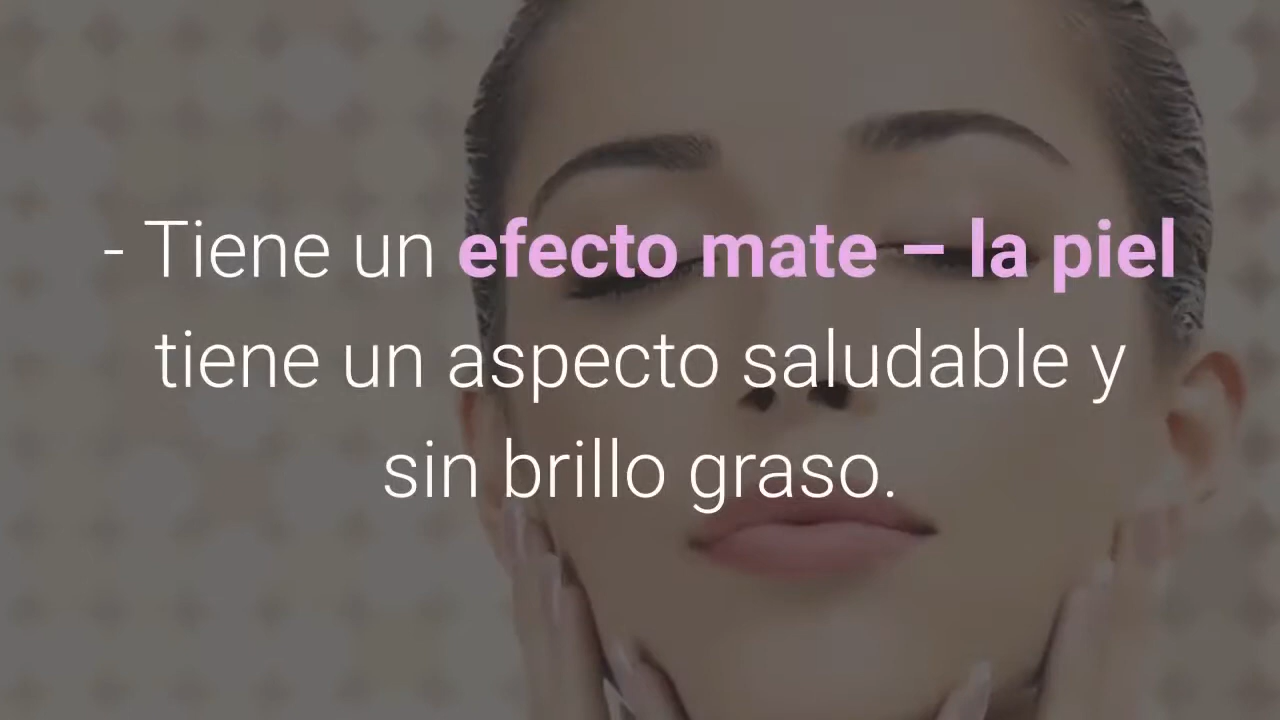 - Tiene un efecto mate – la piel
tiene un aspecto saludable y
sin brillo graso.